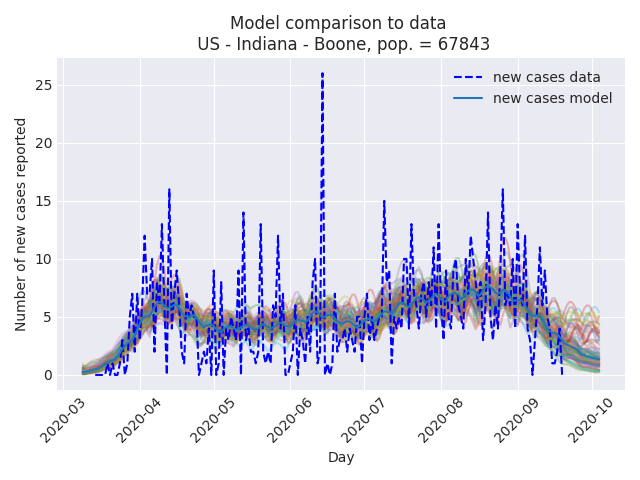 Model comparison to data
US - Indiana - Boone, pop. = 67843
new cases data
new cases model
Number of new cases reported
25
20
15
10
5
0
2020-03
2020-04
2020-05
2020-06
2020-07
2020-08
2020-09
2020-10
Day